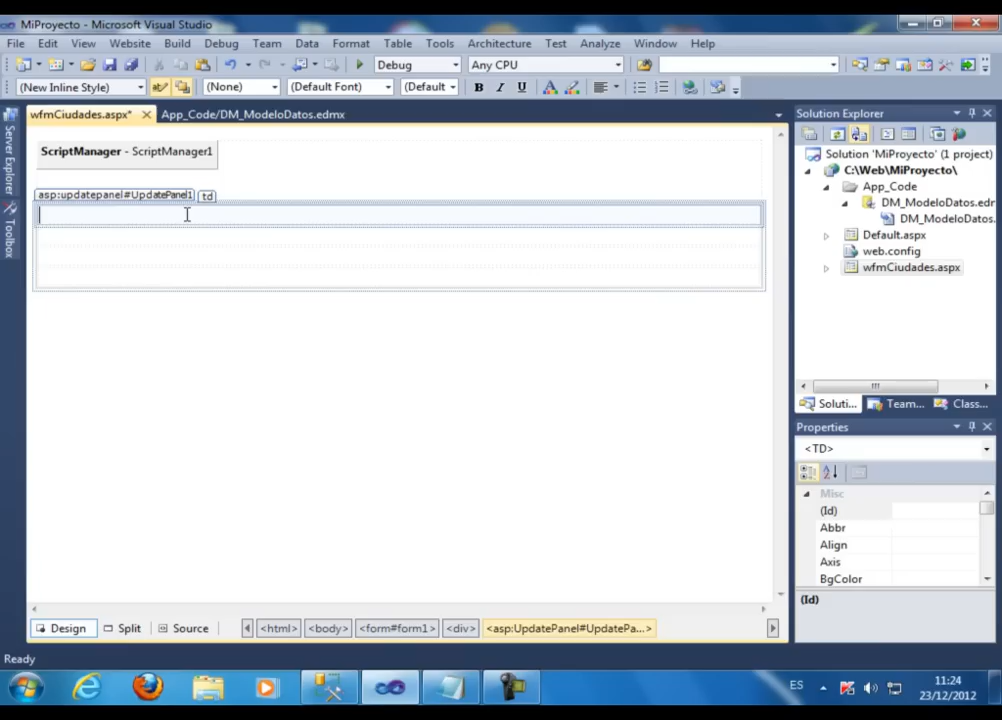 MiProyecto - Microsoft Visual Studio
File Edit View Website Build Debug Team Data Format Table Tools Architecture Test Analyze Window Help
Debug Any CPU
(New Inline Style) (None) (Default Font) (Default B I U A
wfmCiudades.aspx* App_Code/DM_ModeloDatos.edmx
Solution Explorer
Server Explorer
Toolbox
ScriptManager - ScriptManager1
asp:updatepanel#UpdatePanel1 td
Solution 'MiProyecto' (1 project)
C:\Web\MiProyecto\
App_Code
DM_ModeloDatos.edr
DM_ModeloDatos.
Default.aspx
web.config
wfmCiudades.aspx
Soluti... Team... Class...
Properties
<TD>
Misc
(Id)
Abbr
Align
Axis
BgColor
(Id)
Design Split Source <html> <body> <form#form1> <div> <asp:UpdatePanel#UpdatePa...>
Ready
ES 11:24
23/12/2012